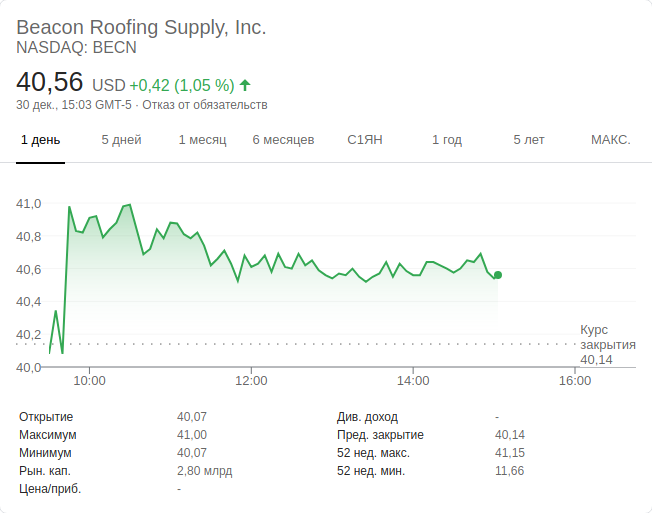 Beacon Roofing Supply, Inc.
NASDAQ: BECN
40,56 USD +0,42 (1,05 %)
30 дек., 15:03 GMT-5 · Отказ от обязательств
1 день 5 дней 1 месяц 6 месяцев С1ЯН 1 год 5 лет МАКС.
41,0
40,8
40,6
40,4
40,2
40,0
Курс
закрытия
40,14
10:00 12:00 14:00 16:00
Открытие 40,07 Див. доход -
Максимум 41,00 Пред. закрытие 40,14
Минимум 40,07 52 нед. макс. 41,15
Рын. кап. 2,80 млрд 52 нед. мин. 11,66
Цена/приб. -